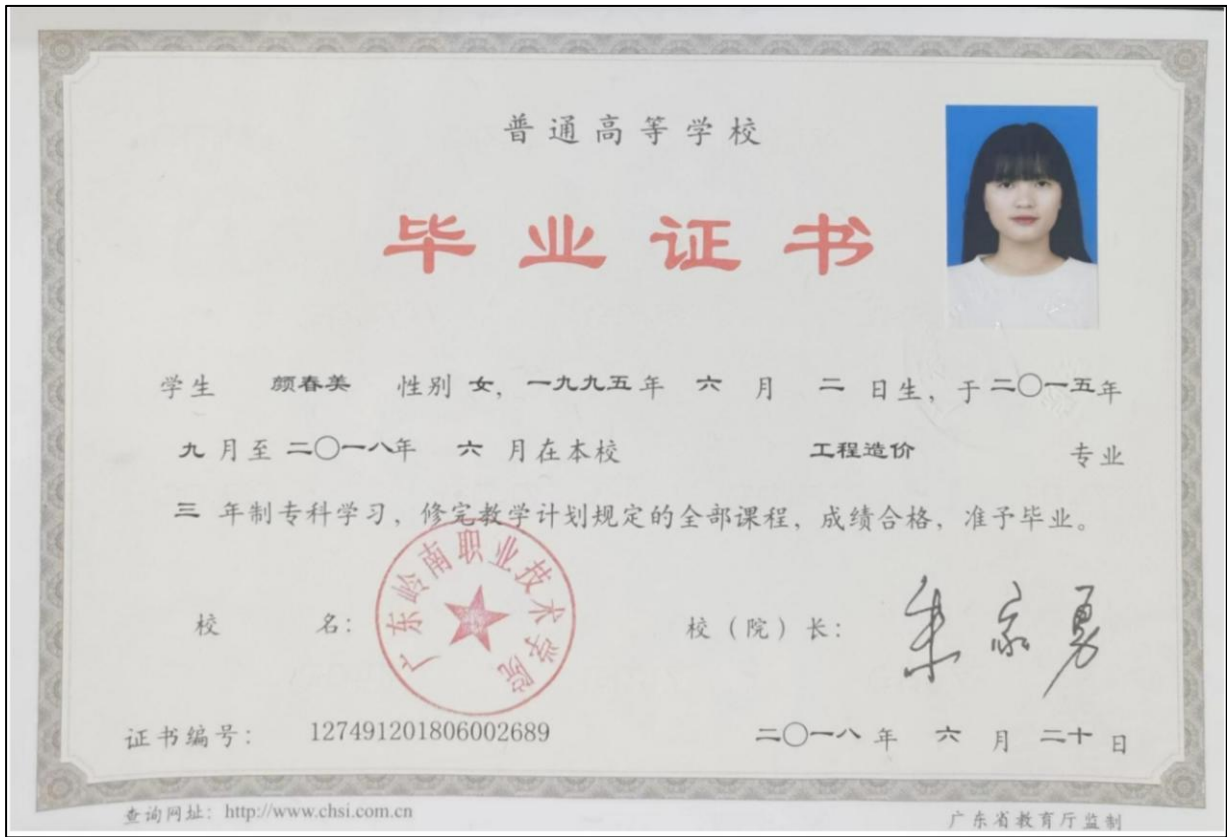 普通高等学校
毕业证书
学生 颜春美 性别 女, 一九九五年 六 月 二 日生, 于二〇一五年
九 月至二〇一八年 六 月在本校 工程造价 专业
三 年制专科学习, 修完教学计划规定的全部课程, 成绩合格, 准予毕业。
广东岭南职业技术学院
校 名: 校（院）长: 朱家勇
证书编号: 127491201806002689 二〇一八 年 六 月 二十 日
查询网址: http://www.chsi.com.cn 广东省教育厅监制